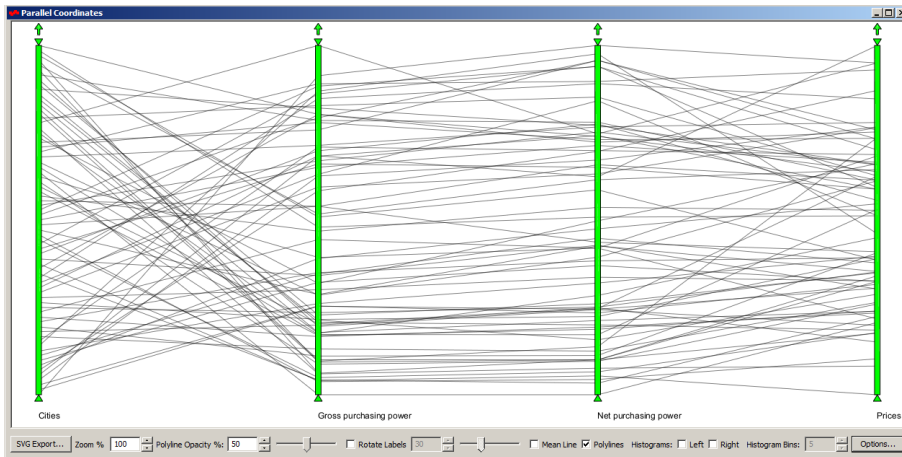 Parallel Coordinates
Cities Gross purchasing power Net purchasing power Prices
SVG Export... Zoom % 100 Polyline Opacity %: 50 Rotate Labels 30 Mean Line Polylines Histograms: Left Right Histogram Bins: 5 Options...